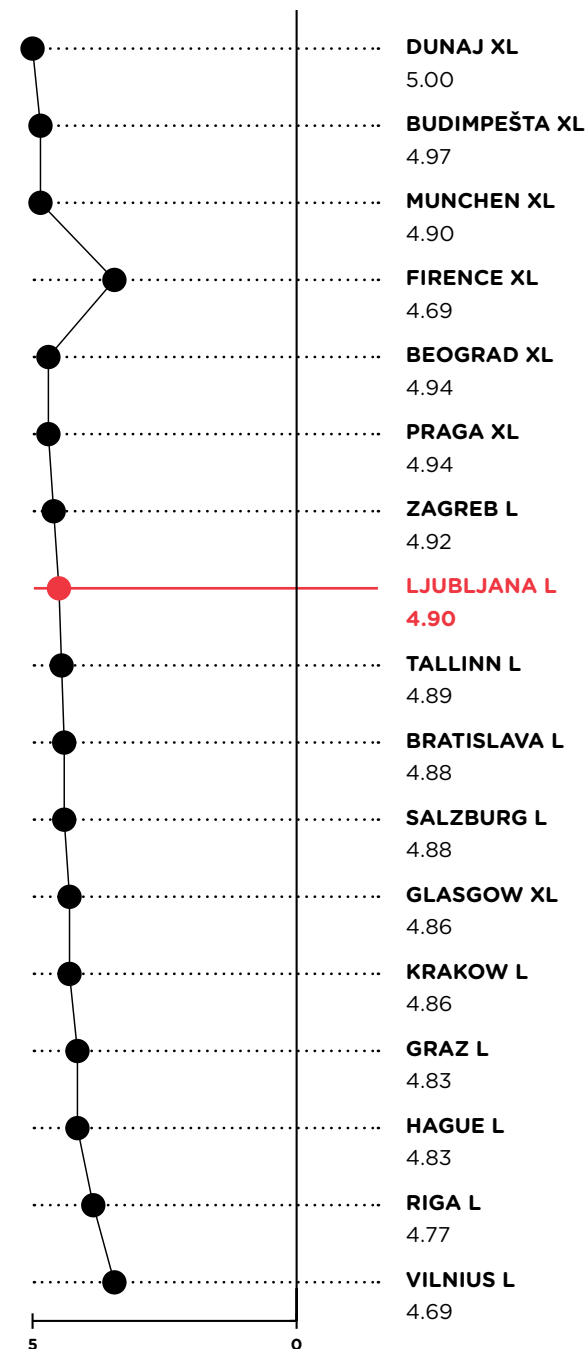 DUNAJ XL
5.00
BUDIMPEŠTA XL
4.97
MUNCHEN XL
4.90
FIRENCE XL
4.69
BEOGRAD XL
4.94
PRAGA XL
4.94
ZAGREB L
4.92
LJUBLJANA L
4.90
TALLINN L
4.89
BRATISLAVA L
4.88
SALZBURG L
4.88
GLASGOW XL
4.86
KRAKOW L
4.86
GRAZ L
4.83
HAGUE L
4.83
RIGA L
4.77
VILNIUS L
4.69
5 0